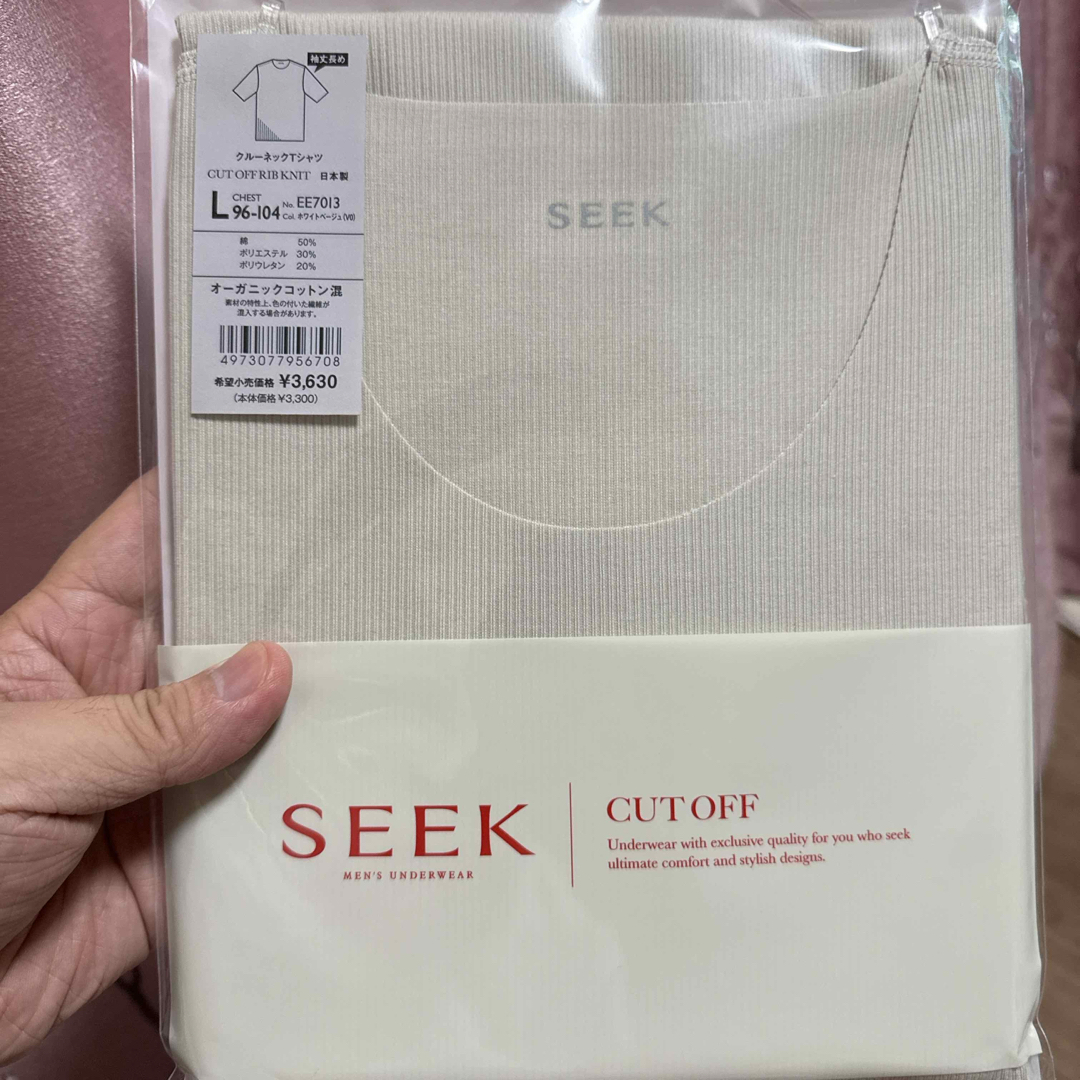 袖丈長め
クルーネックTシャツ
CUT OFF RIB KNIT 日本製
L CHEST 96-104 No. EE7013
Col. ホワイトベージュ(V0)
綿 50%
ポリエステル 30%
ポリウレタン 20%
オーガニックコットン混
素材の特性上、色の付いた繊維が
混入する場合があります。
4973077956708
希望小売価格 ¥3,630
(本体価格¥3,300)
SEEK
SEEK
MEN'S UNDERWEAR
CUT OFF
Underwear with exclusive quality for you who seek
ultimate comfort and stylish designs.